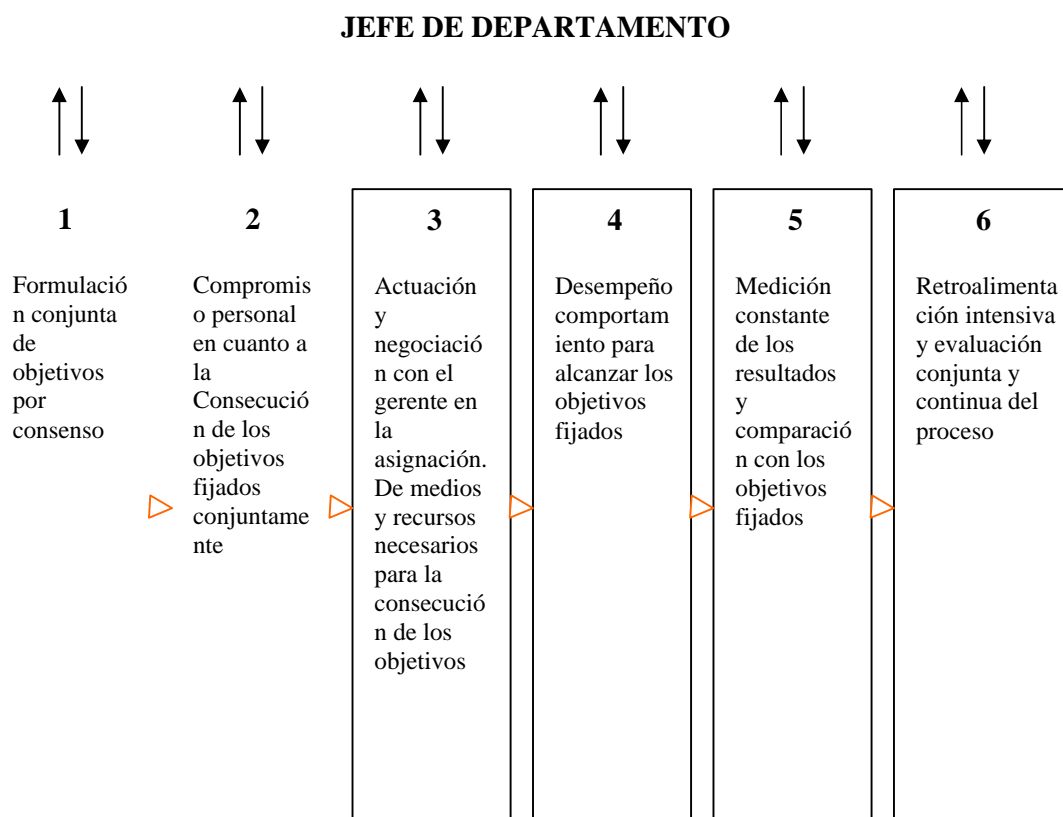 JEFE DE DEPARTAMENTO
1
Formulació
n conjunta
de
objetivos
por
consenso
2
Compromis
o personal
en cuanto a
la
Consecució
n de los
objetivos
fijados
conjuntame
nte
3
Actuación
y
negociació
n con el
gerente en
la
asignación.
De medios
y recursos
necesarios
para la
consecució
n de los
objetivos
4
Desempeño
comportam
iento para
alcanzar los
objetivos
fijados
5
Medición
constante
de los
resultados
y
comparació
n con los
objetivos
fijados
6
Retroalimenta
ción intensiva
y evaluación
conjunta y
continua del
proceso